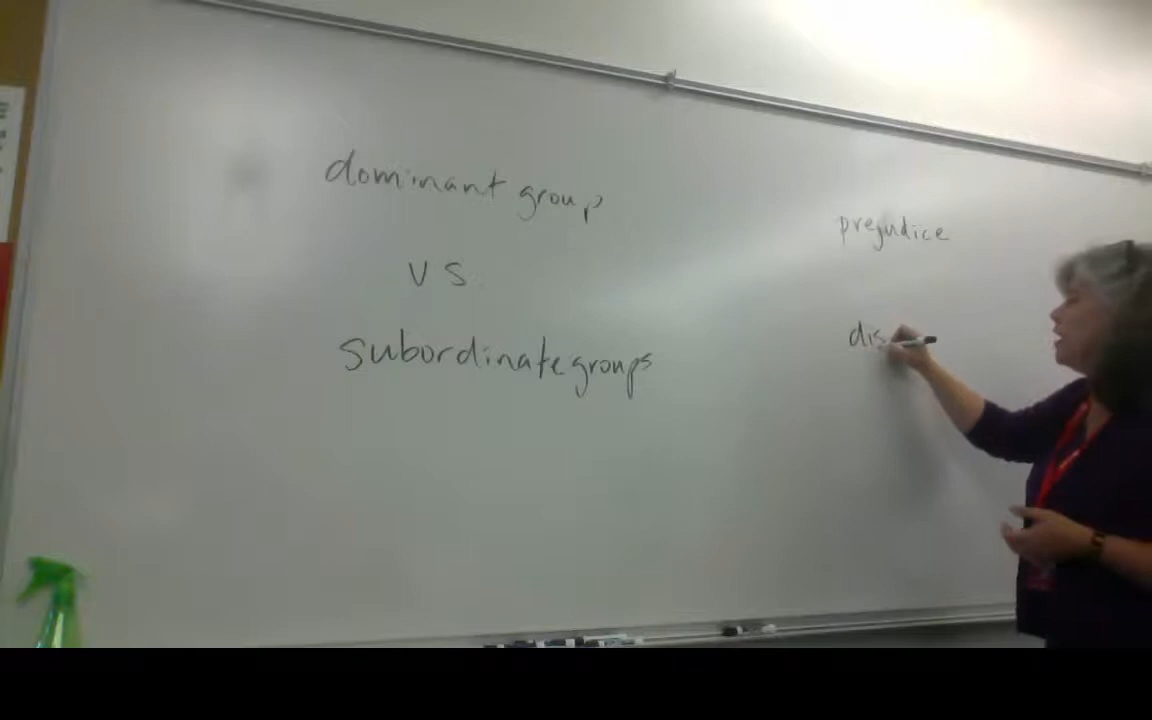 dominant group
vs
subordinate groups
prejudice
dis